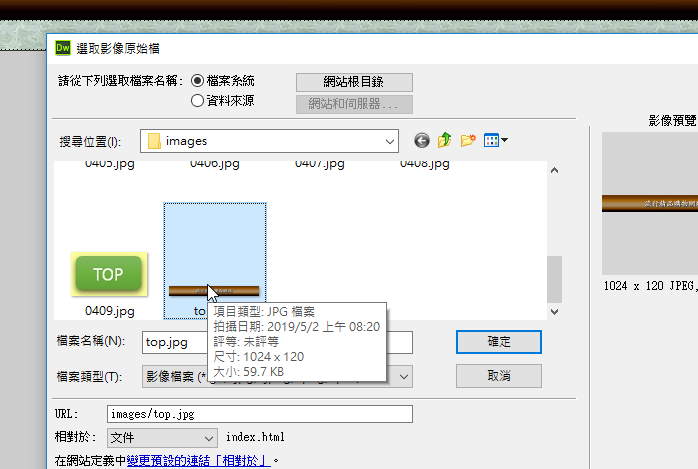 Dw 選取影像原始檔
請從下列選取檔案名稱: 檔案系統 網站根目錄
資料來源 網站和伺服器...
影像預覽
搜尋位置(I): images
0405.jpg 0406.jpg 0407.jpg 0408.jpg
TOP
0409.jpg to
項目類型: JPG 檔案
拍攝日期: 2019/5/2 上午 08:20
評等: 未評等
尺寸: 1024 x 120
大小: 59.7 KB
1024 x 120 JPEG,
檔案名稱(N): top.jpg 確定
檔案類型(T): 影像檔案 (*.g 取消
URL: images/top.jpg
相對於: 文件 index.html
在網站定義中變更預設的連結「相對於」。